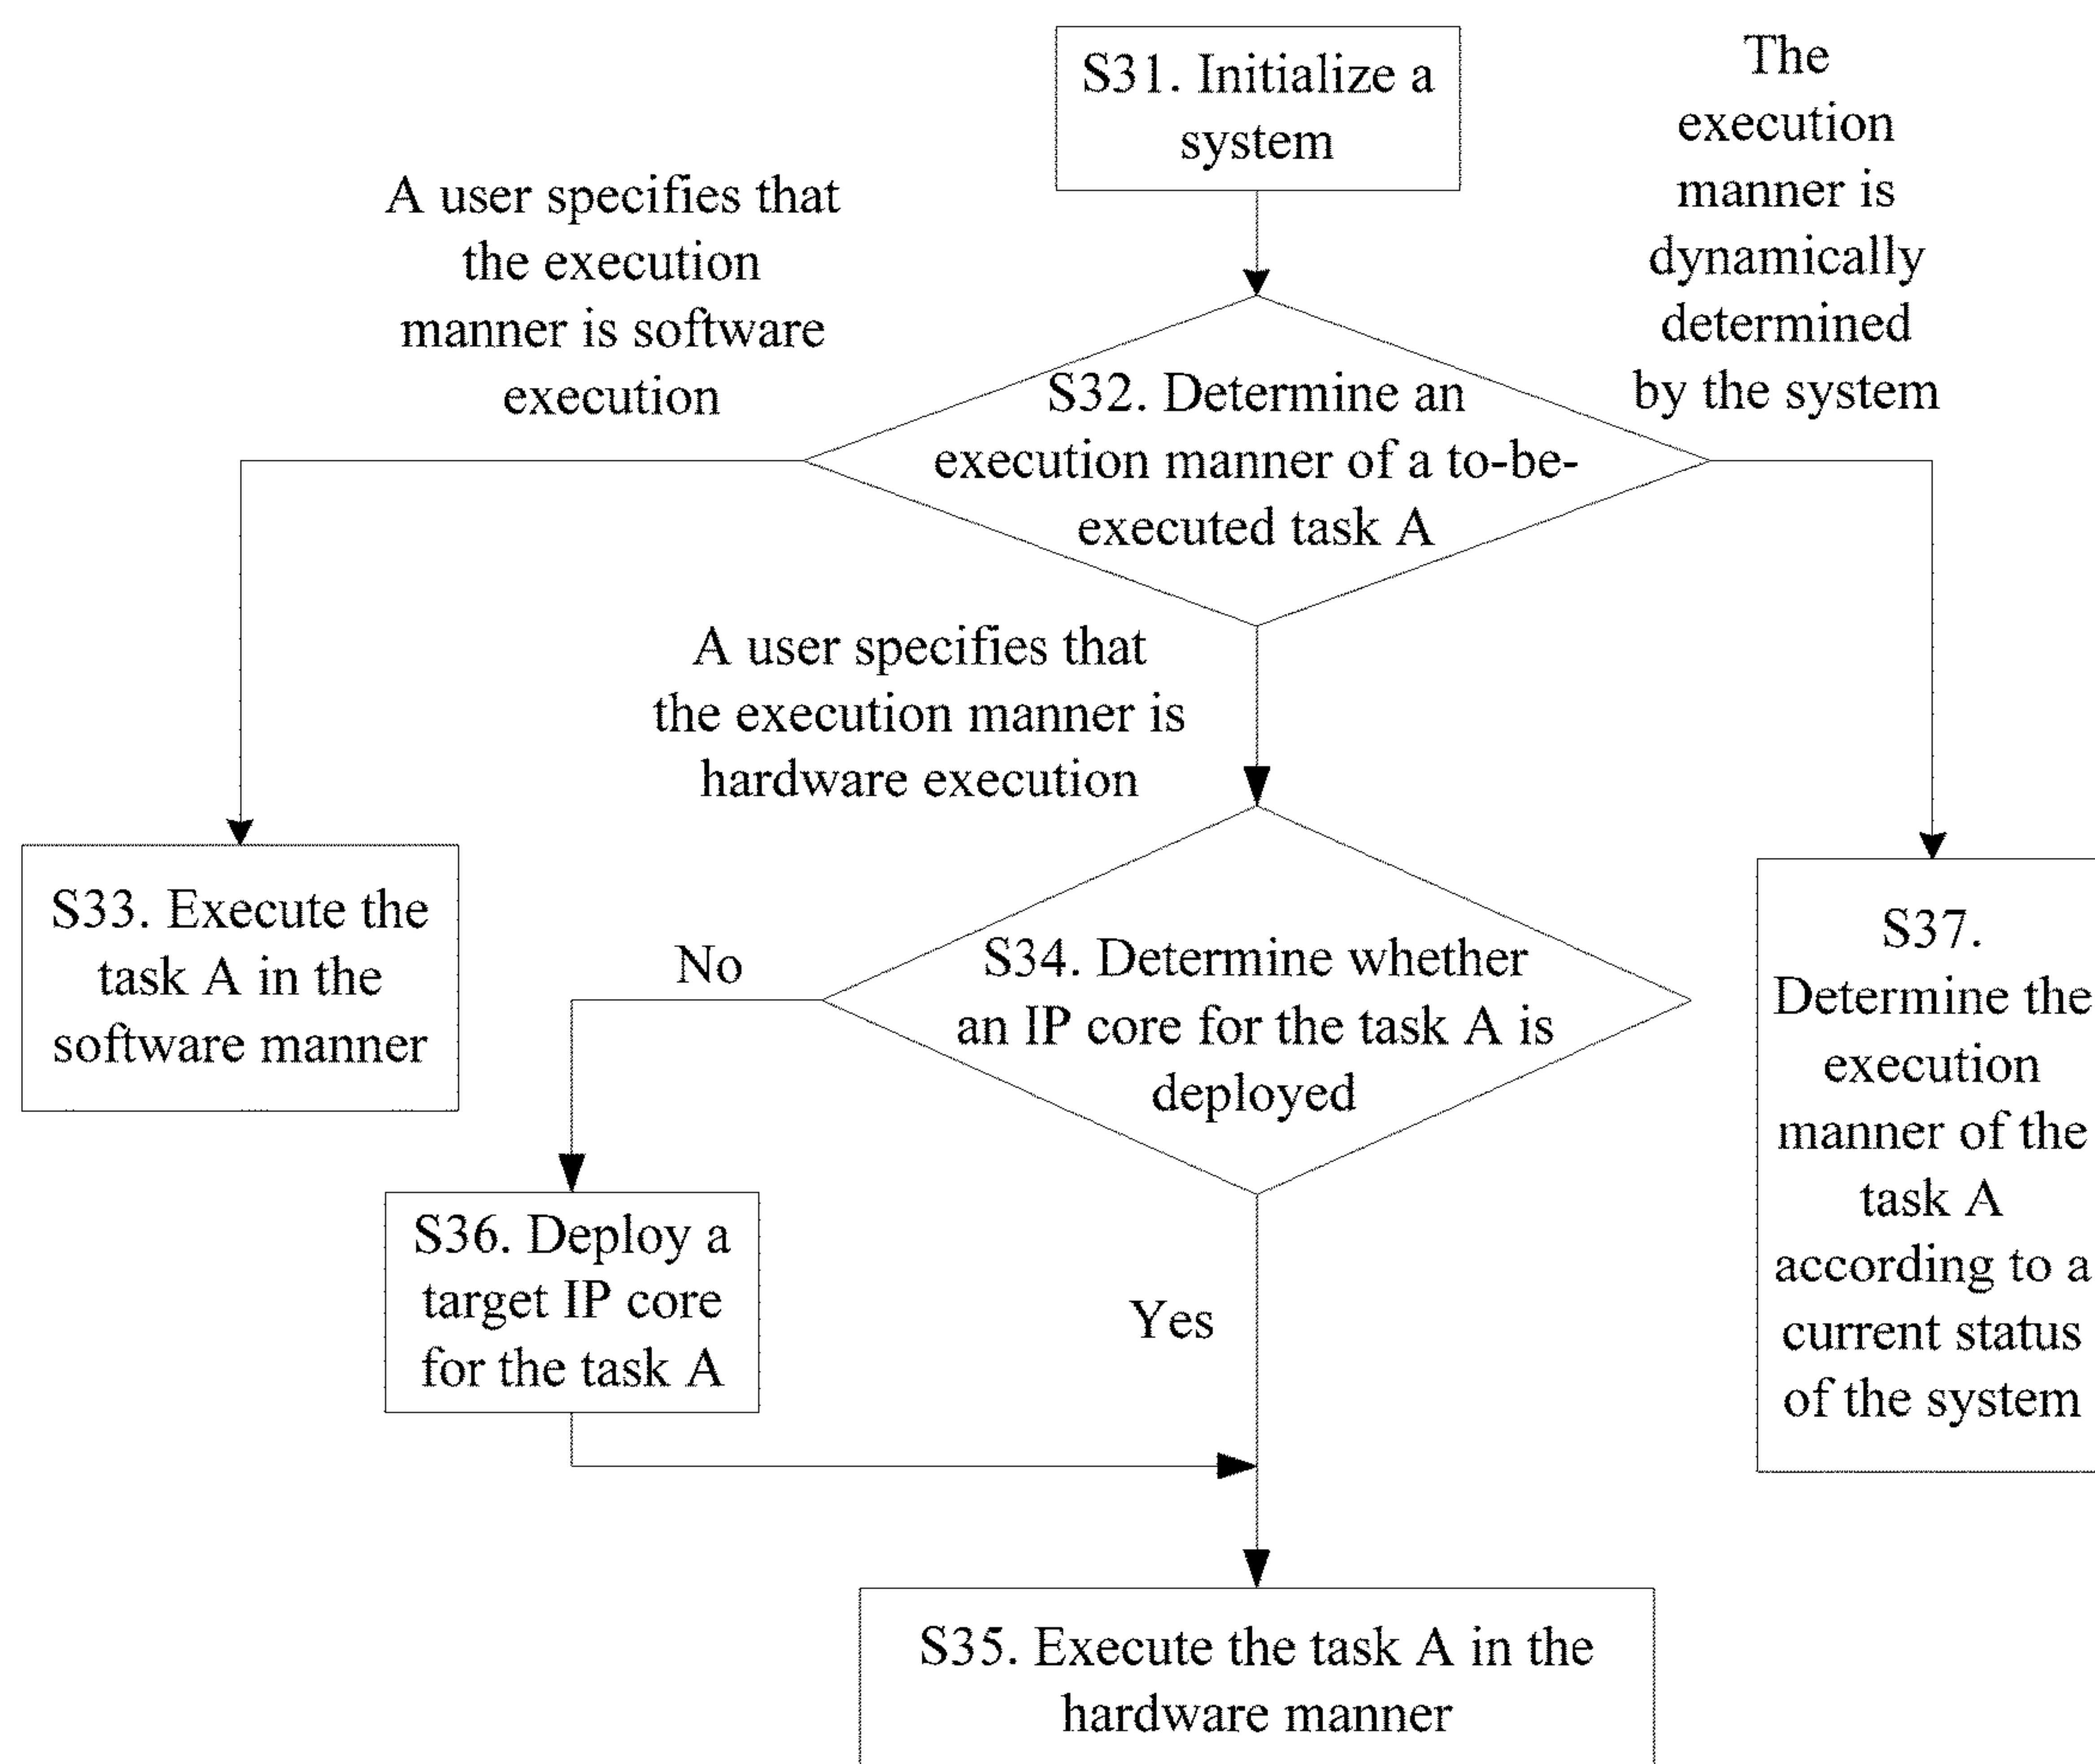 S31. Initialize a
system
The
execution
manner is
dynamically
determined
by the system
A user specifies that
the execution
manner is software
execution
S32. Determine an
execution manner of a to-be-
executed task A
A user specifies that
the execution manner is
hardware execution
S33. Execute the
task A in the
software manner
No
S34. Determine whether
an IP core for the task A is
deployed
S37.
Determine the
execution
manner of the
task A
according to a
current status
of the system
S36. Deploy a
target IP core
for the task A
Yes
S35. Execute the task A in the
hardware manner